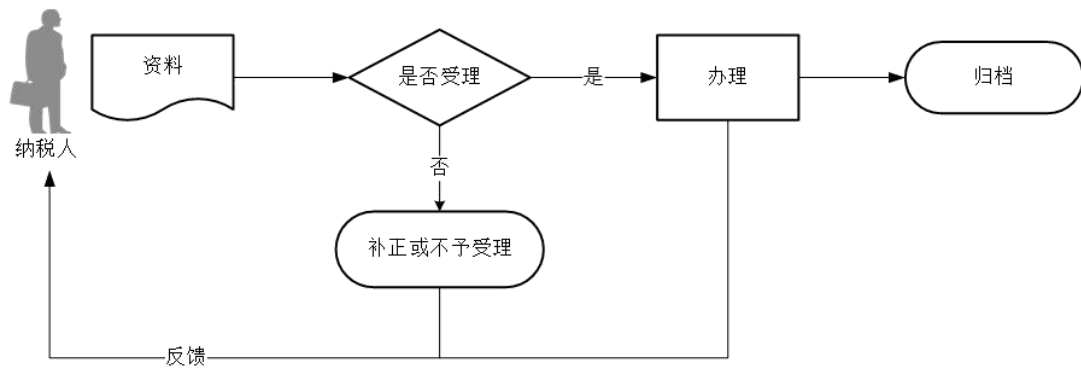 纳税人
资料
是否受理
是
办理
归档
否
补正或不予受理
反馈